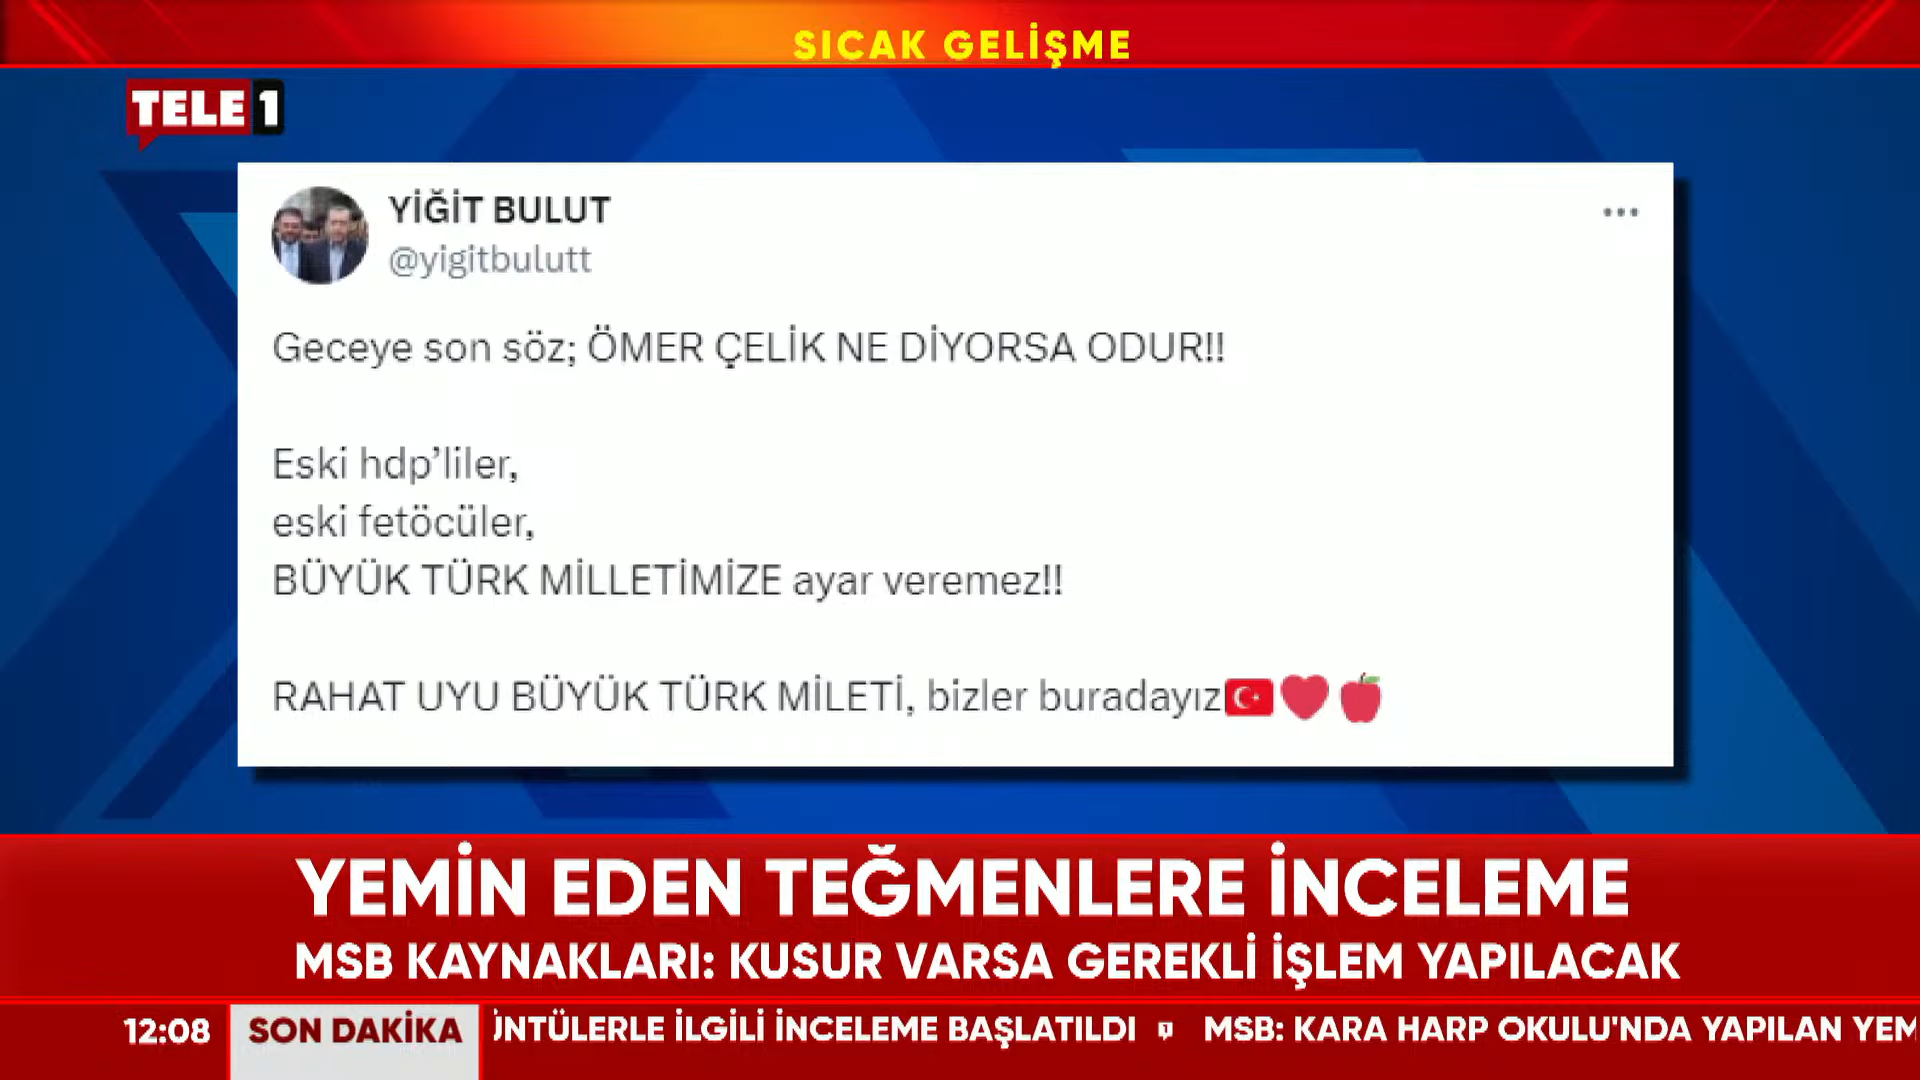 SICAK GELİŞME
TELE 1
YİĞİT BULUT
@yigitbulutt
Geceye son söz; ÖMER ÇELİK NE DİYORSA ODUR!!
Eski hdp’liler,
eski fetöcüler,
BÜYÜK TÜRK MİLLETİMİZE ayar veremez!!
RAHAT UYU BÜYÜK TÜRK MİLETİ, bizler buradayız🇹🇷❤️🍎
YEMİN EDEN TEĞMENLERE İNCELEME
MSB KAYNAKLARI: KUSUR VARSA GEREKLİ İŞLEM YAPILACAK
12:08 SON DAKİKA ÜNTÜLERLE İLGİLİ İNCELEME BAŞLATILDI MSB: KARA HARP OKULU'NDA YAPILAN YEM